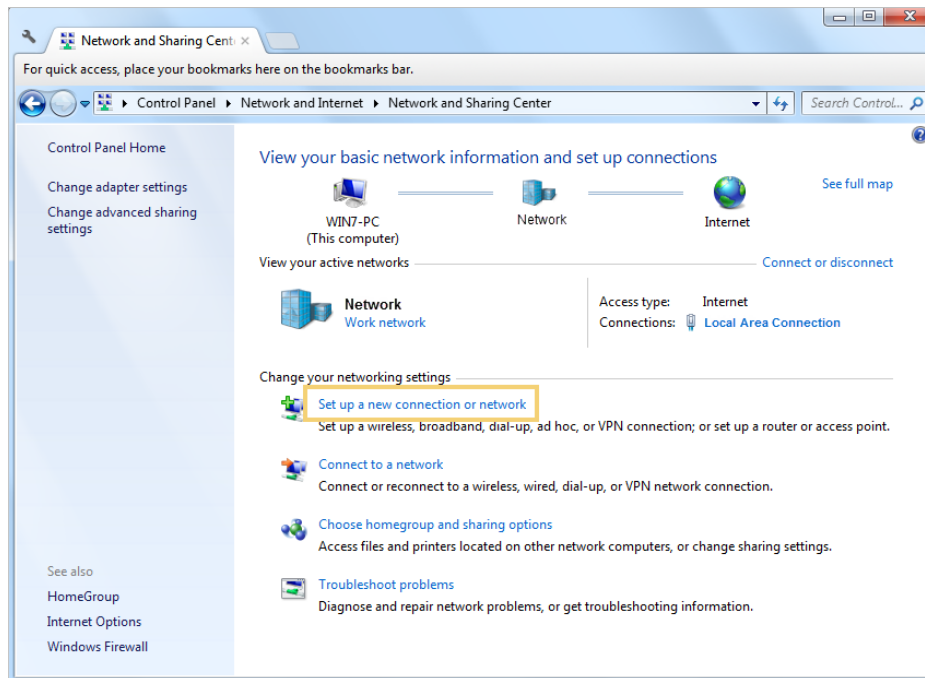 Network and Sharing Cent
For quick access, place your bookmarks here on the bookmarks bar.
Control Panel Network and Internet Network and Sharing Center
Search Control...
Control Panel Home
Change adapter settings
Change advanced sharing
settings
See also
HomeGroup
Internet Options
Windows Firewall
View your basic network information and set up connections
See full map
WIN7-PC
(This computer)
Network
Internet
View your active networks
Connect or disconnect
Network
Work network
Access type: Internet
Connections: Local Area Connection
Change your networking settings
Set up a new connection or network
Set up a wireless, broadband, dial-up, ad hoc, or VPN connection; or set up a router or access point.
Connect to a network
Connect or reconnect to a wireless, wired, dial-up, or VPN network connection.
Choose homegroup and sharing options
Access files and printers located on other network computers, or change sharing settings.
Troubleshoot problems
Diagnose and repair network problems, or get troubleshooting information.